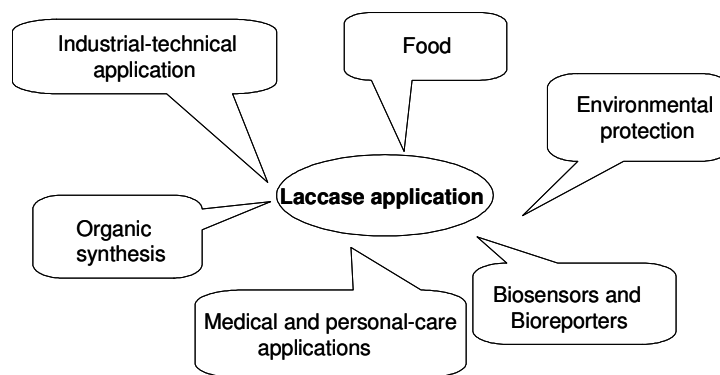 Industrial-technical
application
Food
Environmental
protection
Laccase application
Organic
synthesis
Medical and personal-care
applications
Biosensors and
Bioreporters